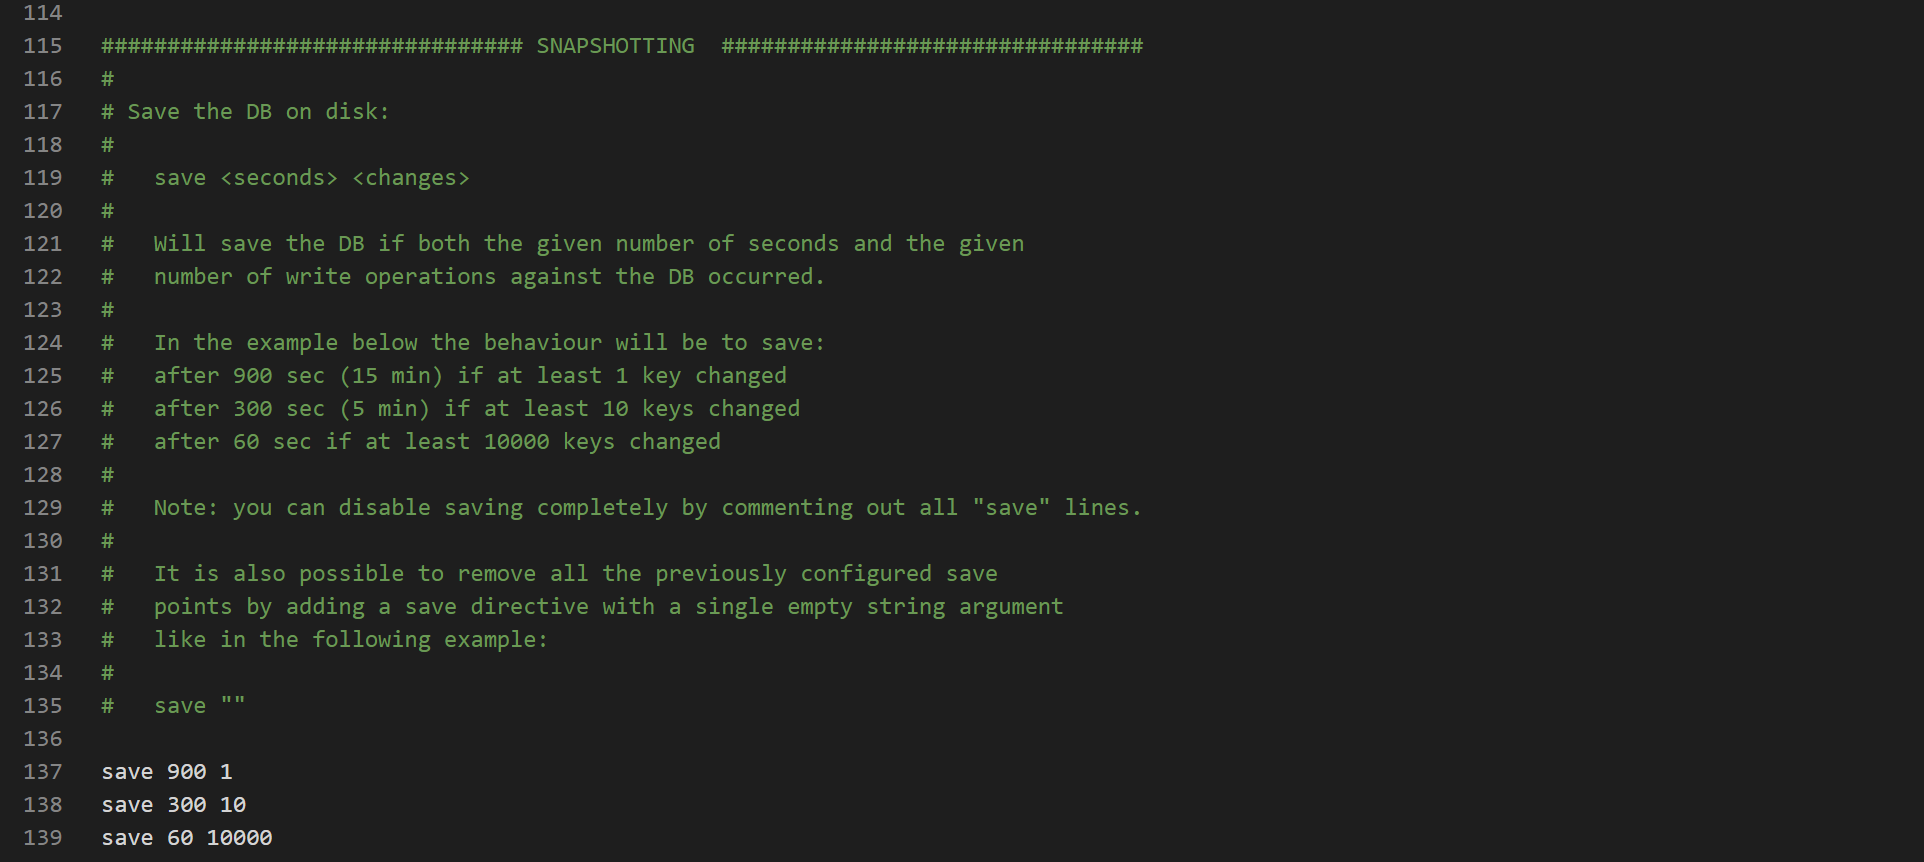 114
115 ################################ SNAPSHOTTING  ################################
116 #
117 # Save the DB on disk:
118 #
119 #   save <seconds> <changes>
120 #
121 #   Will save the DB if both the given number of seconds and the given
122 #   number of write operations against the DB occurred.
123 #
124 #   In the example below the behaviour will be to save:
125 #   after 900 sec (15 min) if at least 1 key changed
126 #   after 300 sec (5 min) if at least 10 keys changed
127 #   after 60 sec if at least 10000 keys changed
128 #
129 #   Note: you can disable saving completely by commenting out all "save" lines.
130 #
131 #   It is also possible to remove all the previously configured save
132 #   points by adding a save directive with a single empty string argument
133 #   like in the following example:
134 #
135 #   save ""
136
137 save 900 1
138 save 300 10
139 save 60 10000